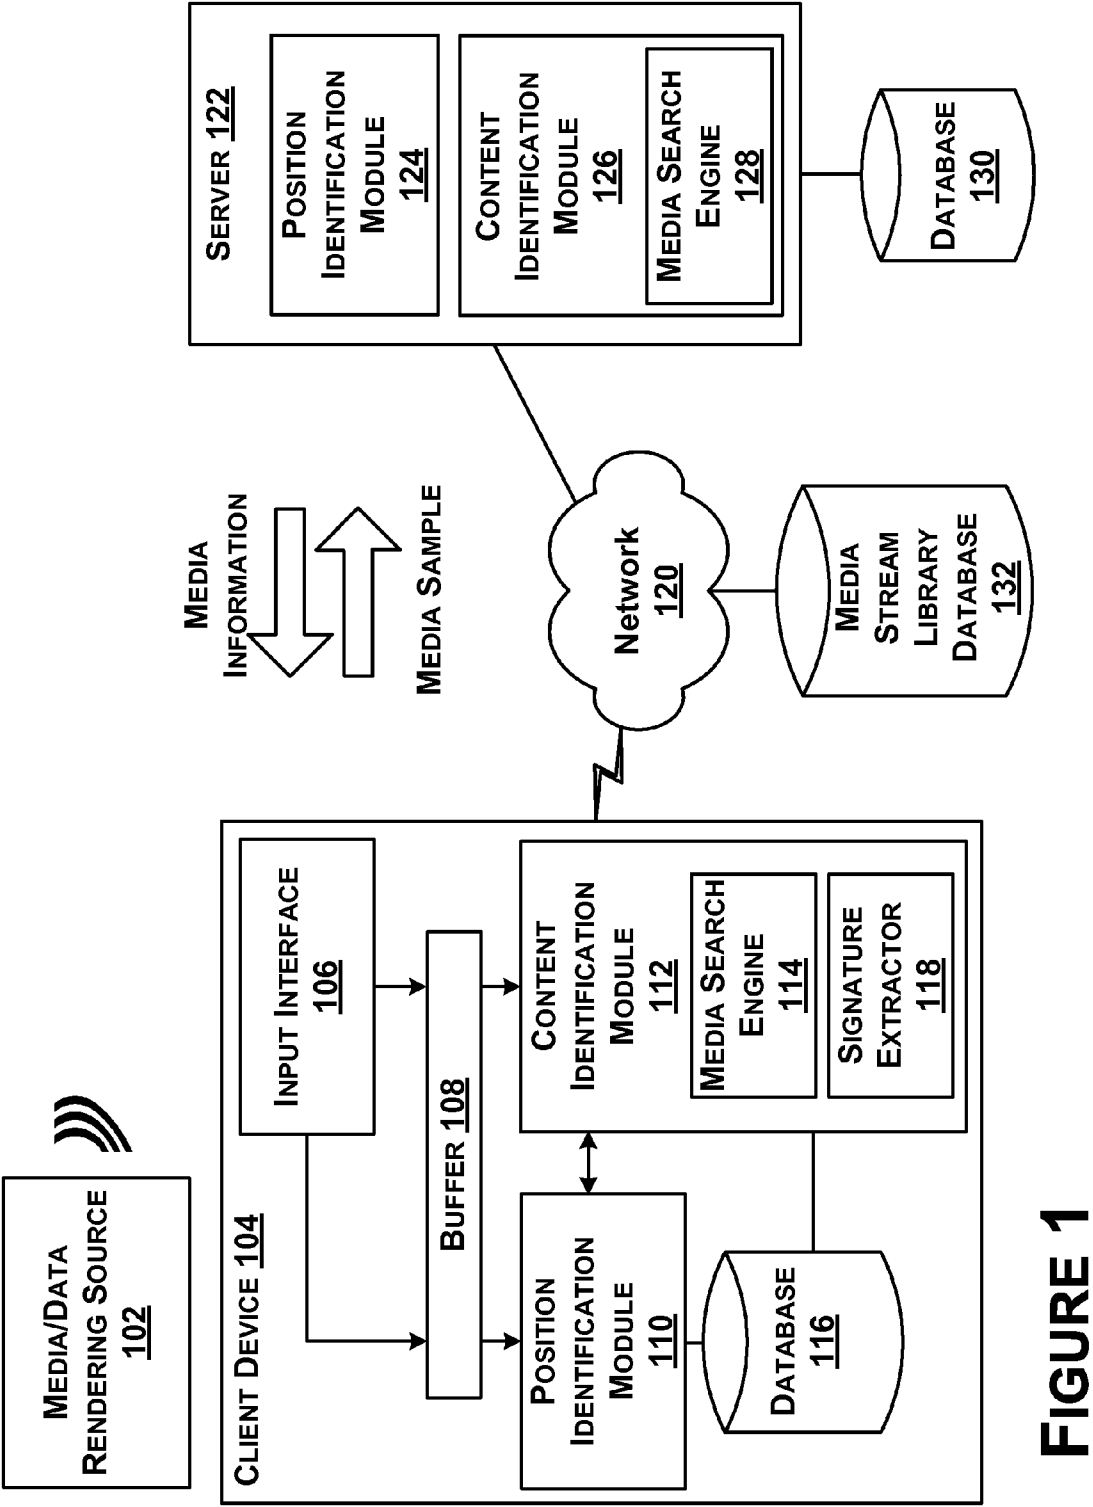 MEDIA/DATA
RENDERING SOURCE
102
CLIENT DEVICE 104
INPUT INTERFACE
106
BUFFER 108
POSITION
IDENTIFICATION
MODULE
110
CONTENT
IDENTIFICATION
MODULE
112
MEDIA SEARCH
ENGINE
114
SIGNATURE
EXTRACTOR
118
DATABASE
116
MEDIA
INFORMATION
MEDIA SAMPLE
Network
120
MEDIA
STREAM
LIBRARY
DATABASE
132
SERVER 122
POSITION
IDENTIFICATION
MODULE
124
CONTENT
IDENTIFICATION
MODULE
126
MEDIA SEARCH
ENGINE
128
DATABASE
130
FIGURE 1